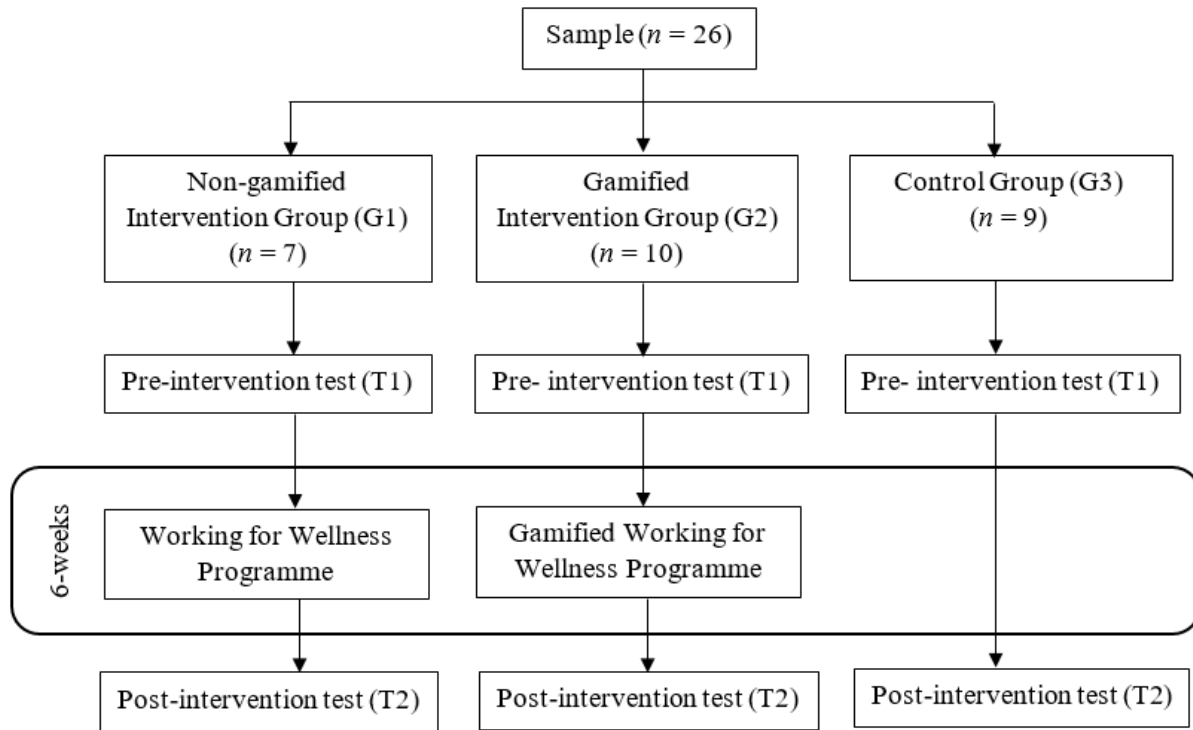 Sample (n = 26)
Non-gamified
Intervention Group (G1)
(n = 7)
Gamified
Intervention Group (G2)
(n = 10)
Control Group (G3)
(n = 9)
Pre-intervention test (T1)
Pre- intervention test (T1)
Pre- intervention test (T1)
6-weeks
Working for Wellness
Programme
Gamified Working for
Wellness Programme
Post-intervention test (T2)
Post-intervention test (T2)
Post-intervention test (T2)